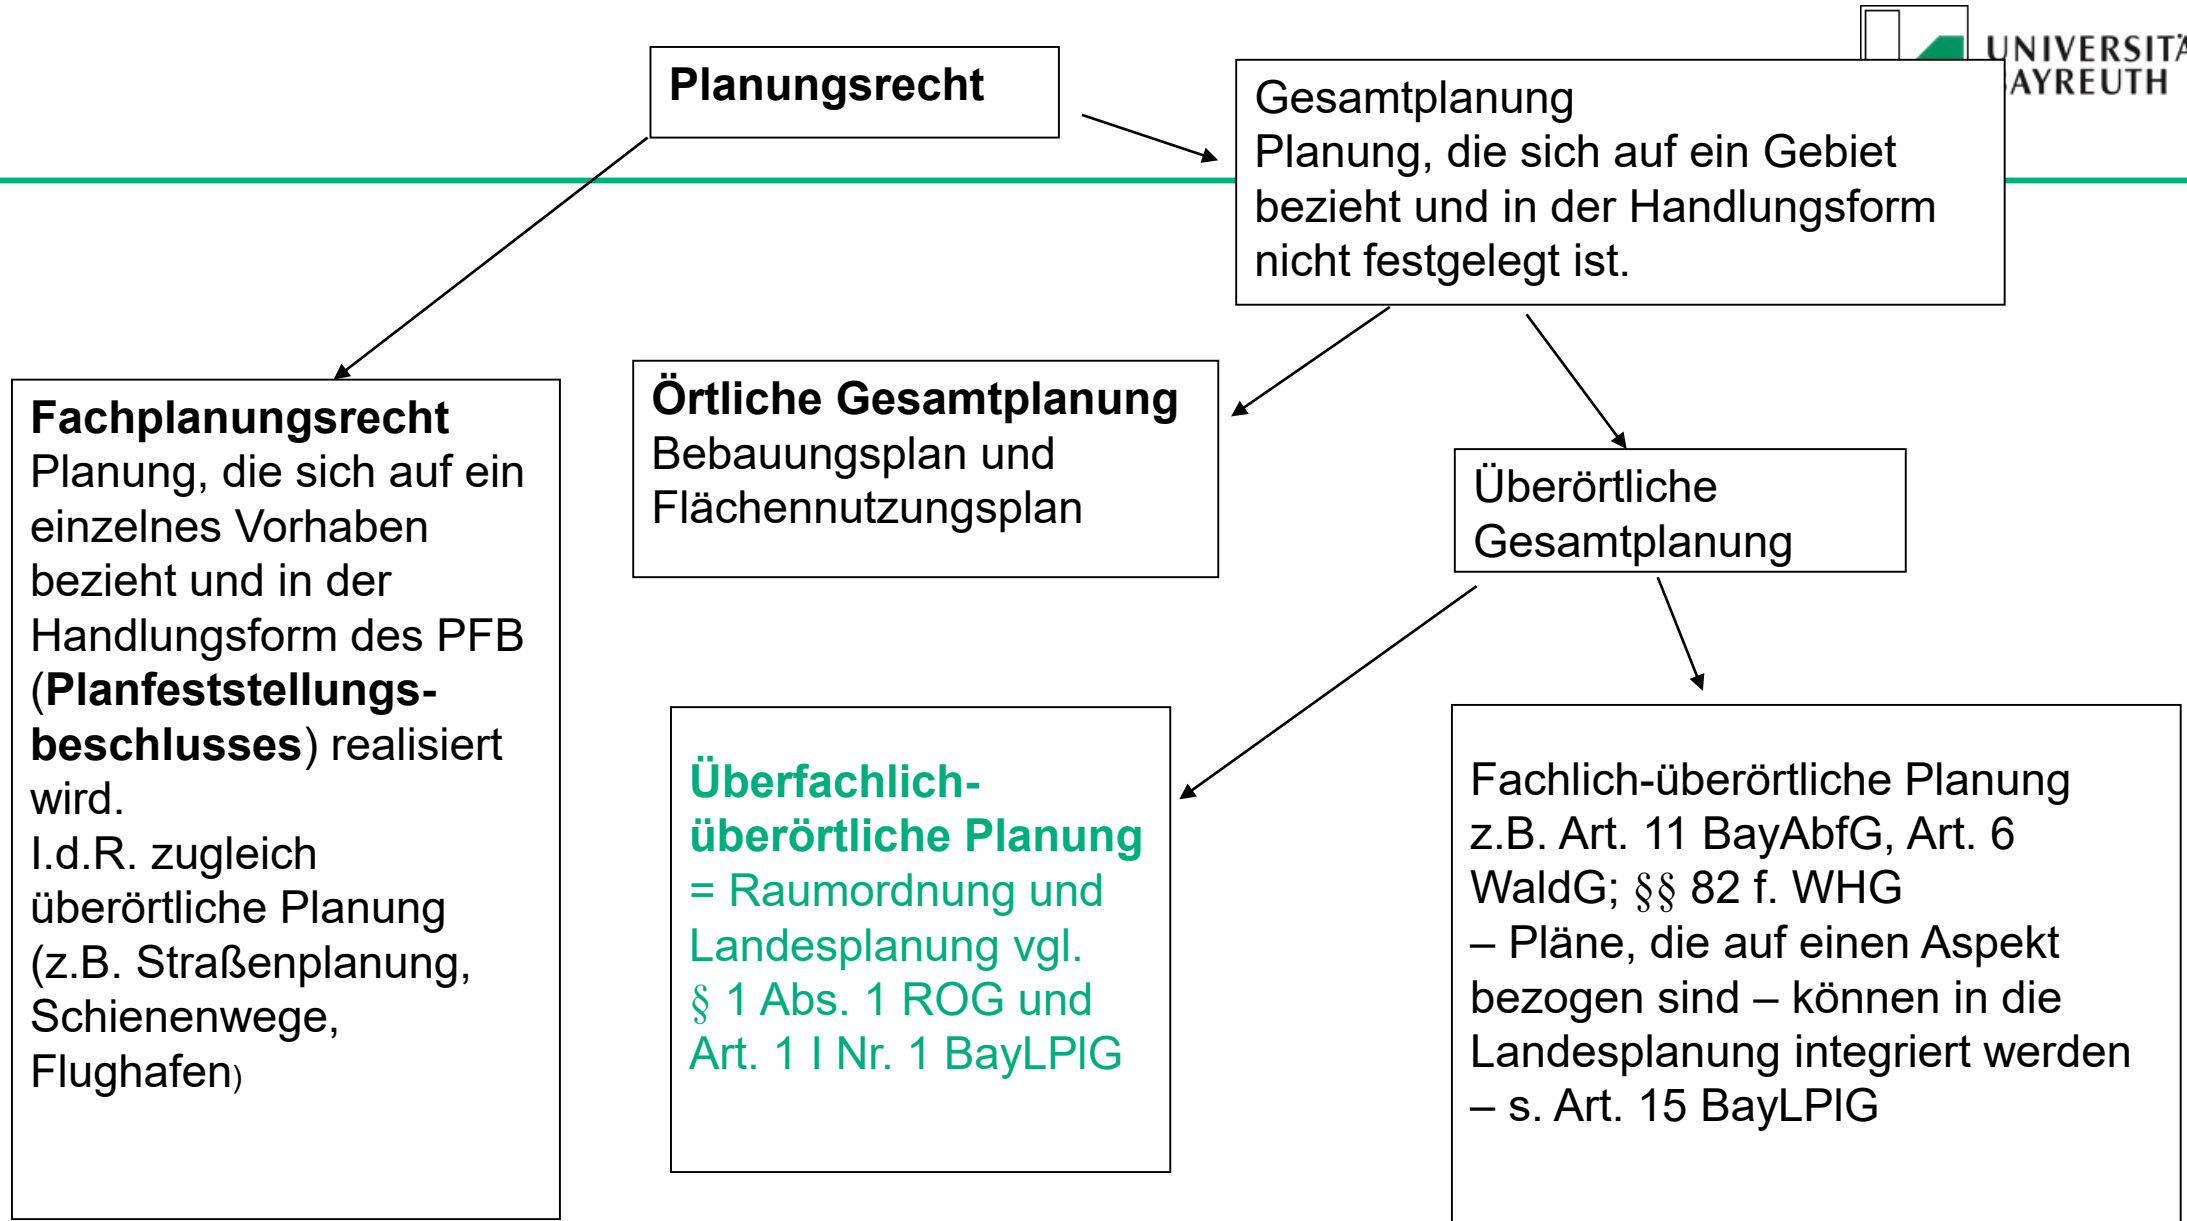 Planungsrecht
UNIVERSITÄ
AYREUTH
Gesamtplanung
Planung, die sich auf ein Gebiet
bezieht und in der Handlungsform
nicht festgelegt ist.
Fachplanungsrecht
Planung, die sich auf ein
einzelnes Vorhaben
bezieht und in der
Handlungsform des PFB
(Planfeststellungs-
beschlusses) realisiert
wird.
I.d.R. zugleich
überörtliche Planung
(z.B. Straßenplanung,
Schienenwege,
Flughafen)
Örtliche Gesamtplanung
Bebauungsplan und
Flächennutzungsplan
Überörtliche
Gesamtplanung
Überfachlich-
überörtliche Planung
= Raumordnung und
Landesplanung vgl.
§ 1 Abs. 1 ROG und
Art. 1 I Nr. 1 BayLPlG
Fachlich-überörtliche Planung
z.B. Art. 11 BayAbfG, Art. 6
WaldG; §§ 82 f. WHG
– Pläne, die auf einen Aspekt
bezogen sind – können in die
Landesplanung integriert werden
– s. Art. 15 BayLPlG